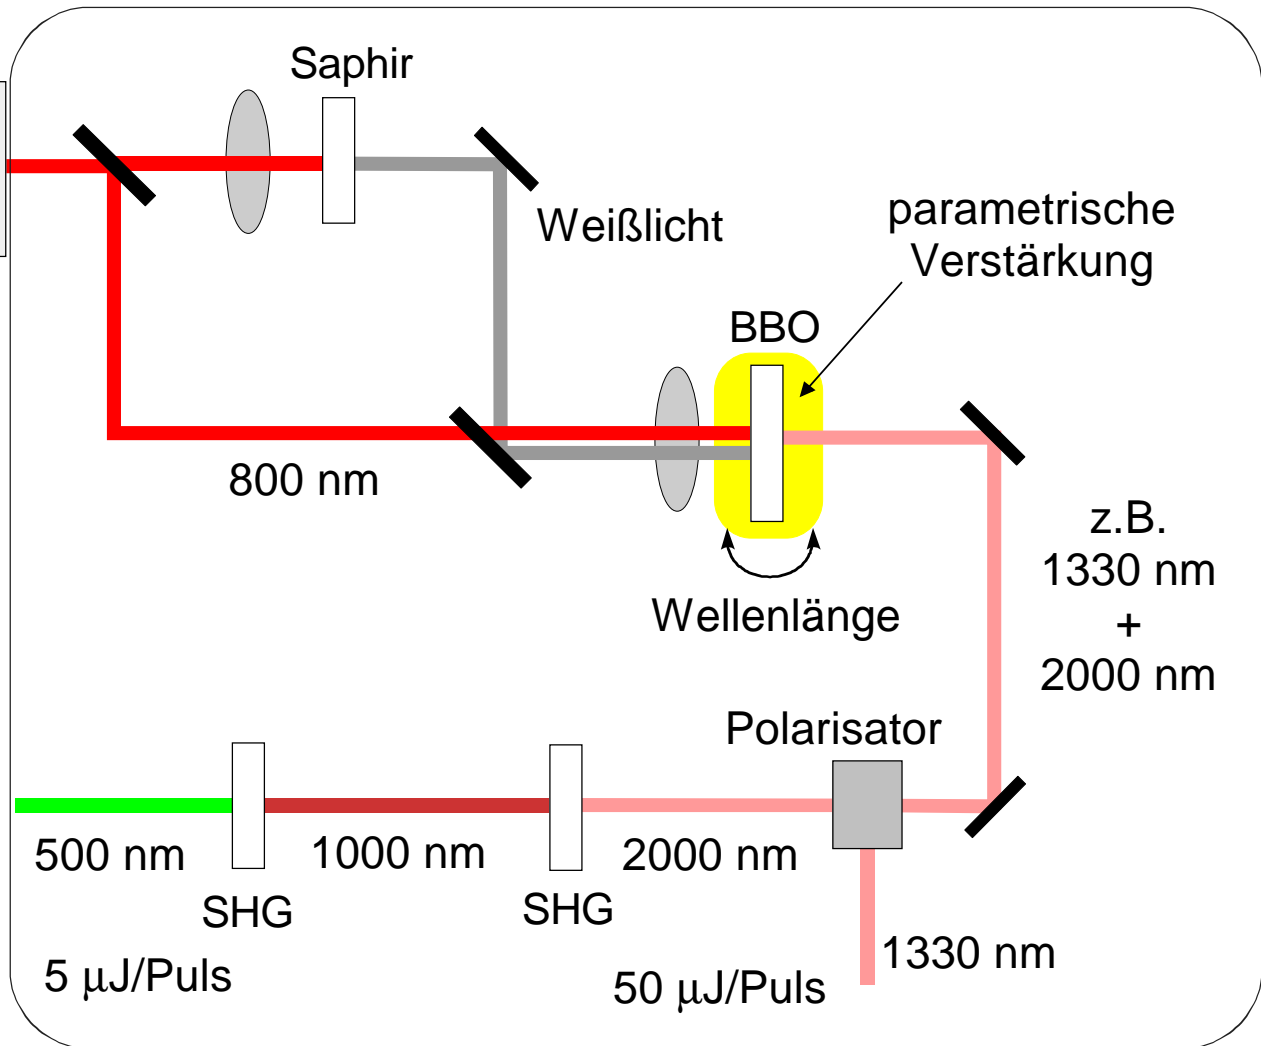 Saphir
Weißlicht
parametrische
Verstärkung
BBO
800 nm
Wellenlänge
z.B.
1330 nm
+
2000 nm
Polarisator
500 nm
1000 nm
2000 nm
SHG
SHG
1330 nm
5 μJ/Puls
50 μJ/Puls